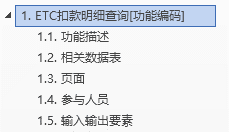 1. ETC扣款明细查询[功能编码]
1.1. 功能描述
1.2. 相关数据表
1.3. 页面
1.4. 参与人员
1.5. 输入输出要素